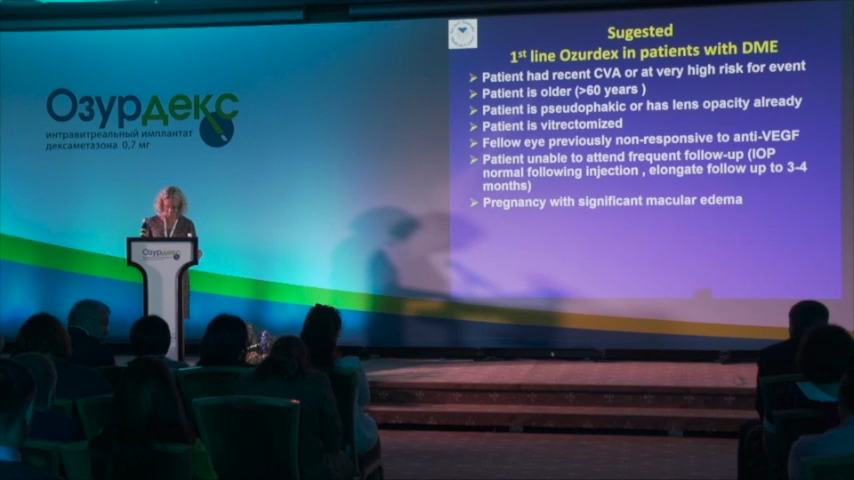 Озурдекс
интравитреальный имплантат
дексаметазона 0,7 мг
Озурдекс
Sugested
1st line Ozurdex in patients with DME
Patient had recent CVA or at very high risk for event
Patient is older (>60 years )
Patient is pseudophakic or has lens opacity already
Patient is vitrectomized
Fellow eye previously non-responsive to anti-VEGF
Patient unable to attend frequent follow-up (IOP
normal following injection , elongate follow up to 3-4
months)
Pregnancy with significant macular edema